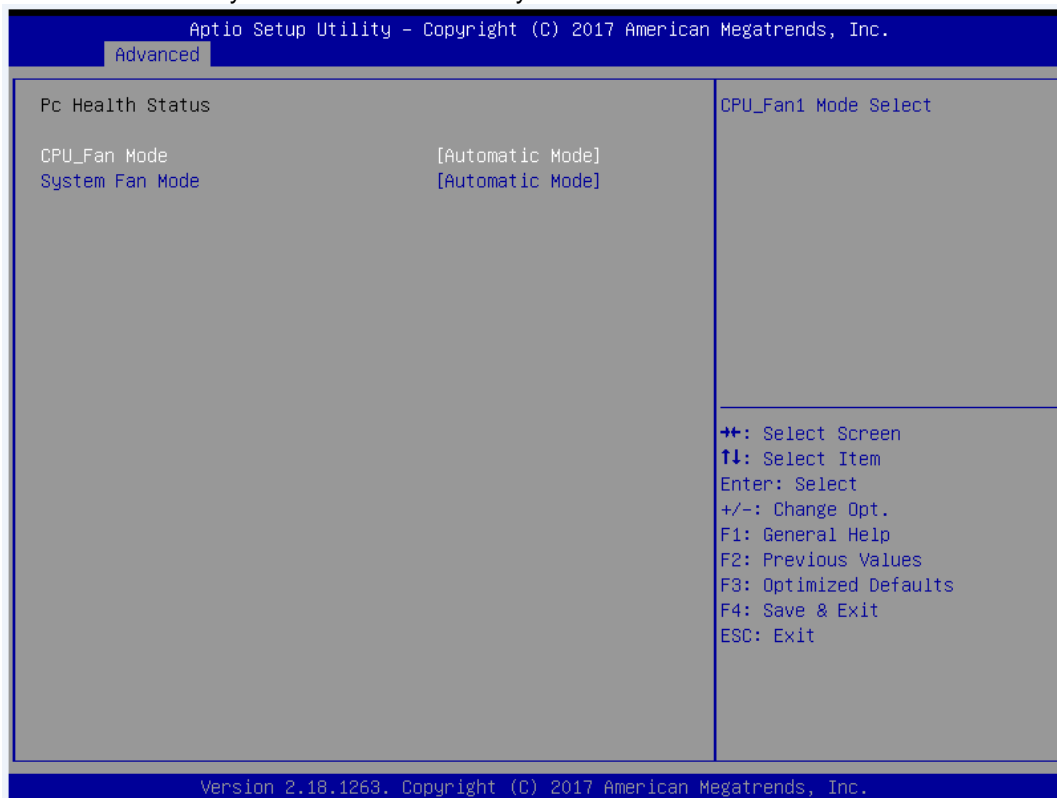 Aptio Setup Utility – Copyright (C) 2017 American Megatrends, Inc.
Advanced
Pc Health Status
CPU_Fan Mode [Automatic Mode]
System Fan Mode [Automatic Mode]
CPU_Fan1 Mode Select
→←: Select Screen
↑↓: Select Item
Enter: Select
+/-: Change Opt.
F1: General Help
F2: Previous Values
F3: Optimized Defaults
F4: Save & Exit
ESC: Exit
Version 2.18.1263. Copyright (C) 2017 American Megatrends, Inc.